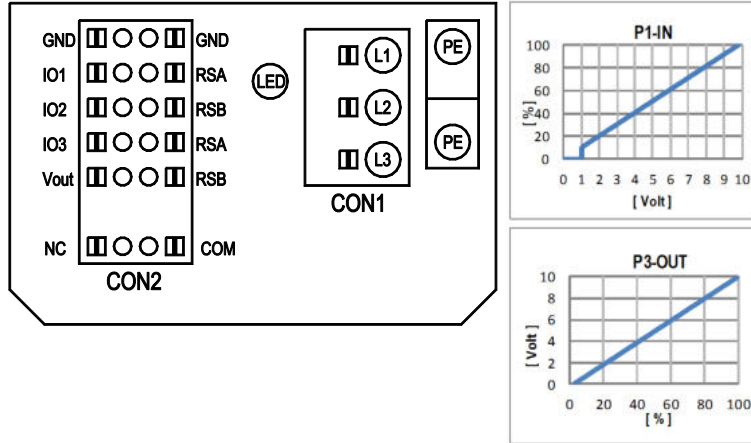 GND GND
IO1 RSA
IO2 RSB
IO3 RSA
Vout RSB
NC COM
CON2
LED
L1
L2
L3
CON1
PE
PE
P1-IN
100
80
60
40
20
0
[%]
0 1 2 3 4 5 6 7 8 9 10
[ Volt ]
P3-OUT
10
8
6
4
2
0
[ Volt ]
0 20 40 60 80 100
[ % ]